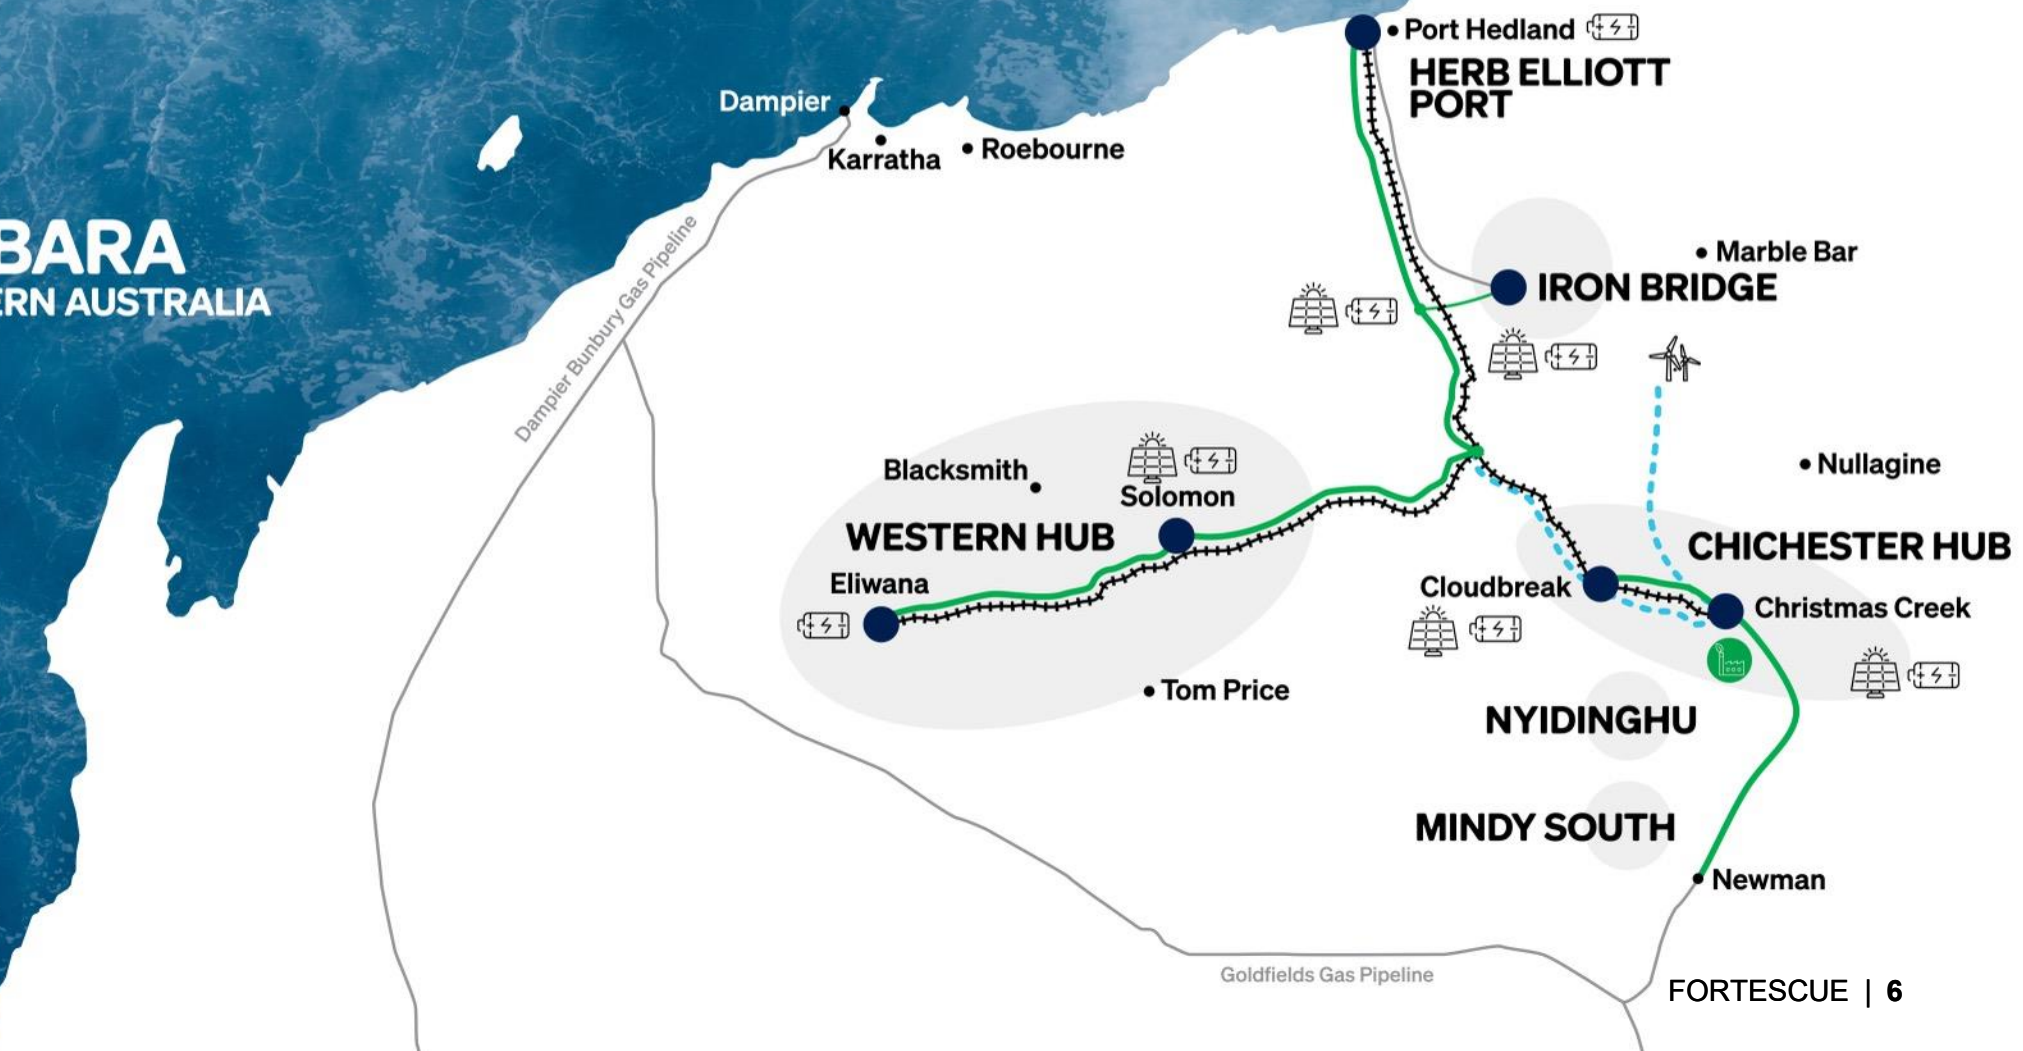 Port Hedland
HERB ELLIOTT
PORT
Dampier
Karratha
Roebourne
BARA
ERN AUSTRALIA
Dampier Bunbury Gas Pipeline
Marble Bar
IRON BRIDGE
Blacksmith
Solomon
Nullagine
WESTERN HUB
CHICHESTER HUB
Eliwana
Cloudbreak
Christmas Creek
Tom Price
NYIDINGHU
MINDY SOUTH
Newman
Goldfields Gas Pipeline
FORTESCUE | 6